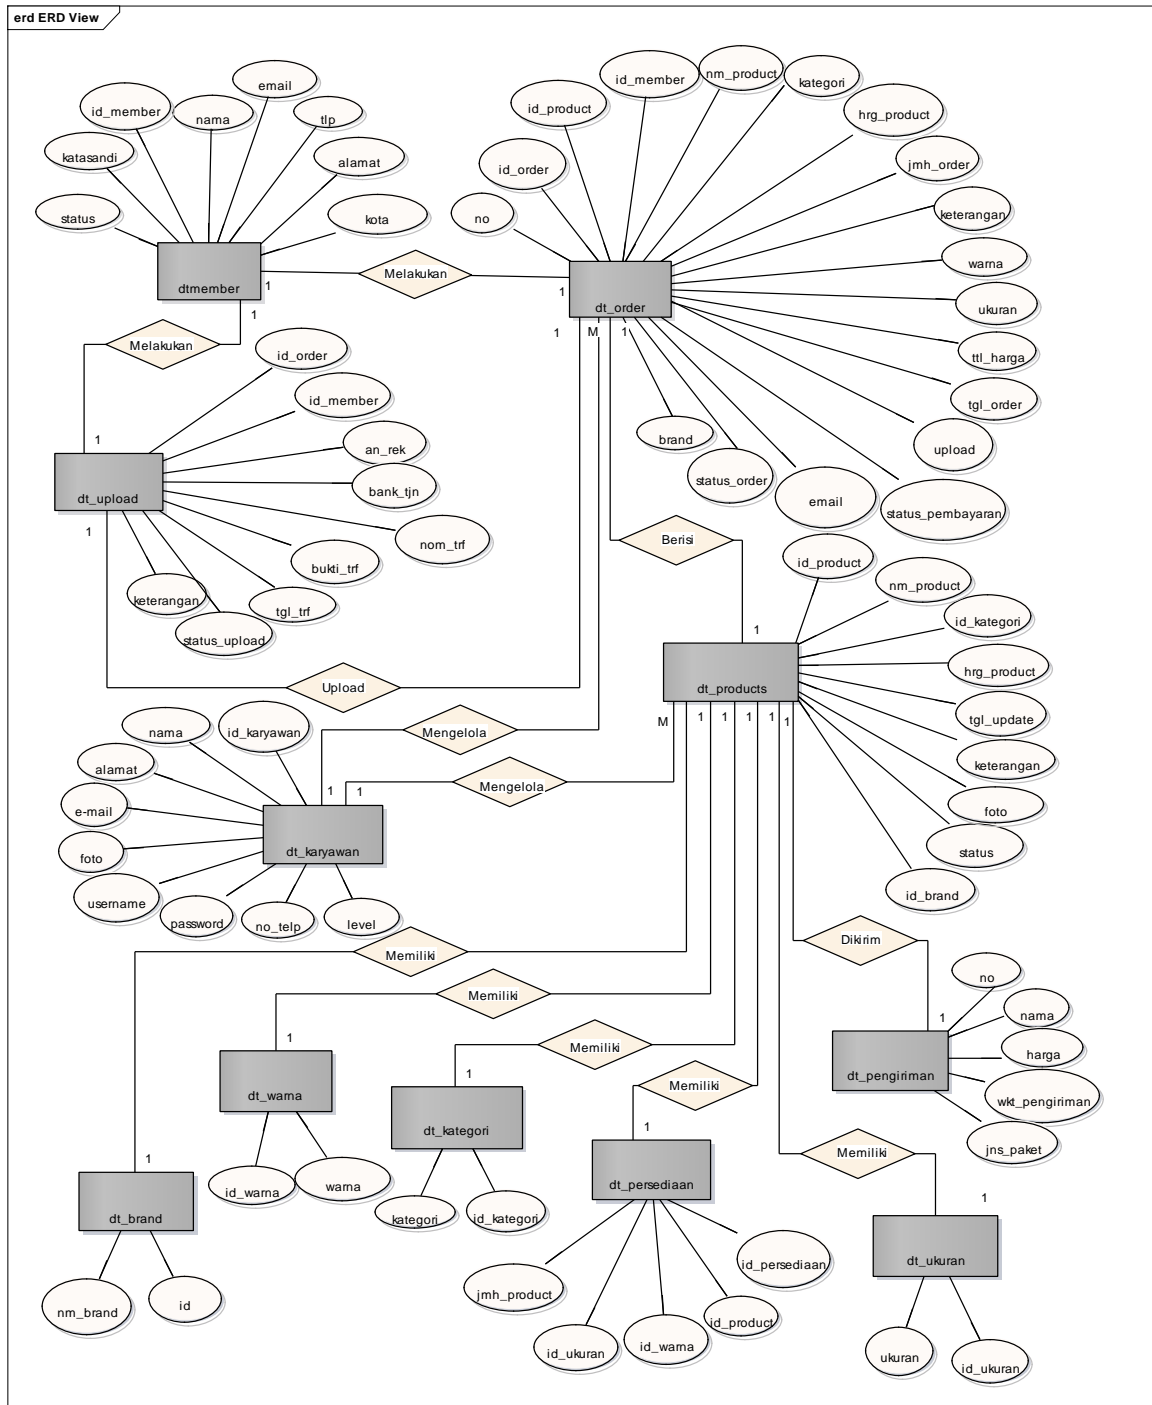 erd ERD View
email
id_member
nama
tlp
katasandi
alamat
status
kota
dtmember
1
1
Melakukan
nm_product
id_member
kategori
id_product
hrg_product
id_order
jmh_order
no
keterangan
warna
ukuran
ttl_harga
tgl_order
upload
status_pembayaran
email
status_order
brand
dt_order
1
1
M
1
Melakukan
id_order
id_member
an_rek
bank_tjn
nom_trf
bukti_trf
tgl_trf
status_upload
keterangan
1
dt_upload
1
Upload
Berisi
id_product
nm_product
id_kategori
hrg_product
tgl_update
keterangan
foto
status
id_brand
1
dt_products
M
1
1
1
1
1
Mengelola
Mengelola
1
1
id_karyawan
nama
alamat
e-mail
foto
username
password
no_telp
level
dt_karyawan
Memiliki
Memiliki
Memiliki
Memiliki
Dikirim
Memiliki
no
nama
harga
wkt_pengiriman
jns_paket
1
dt_pengiriman
1
dt_warna
id_warna
warna
1
dt_kategori
kategori
id_kategori
1
dt_persediaan
id_persediaan
jmh_product
id_product
id_ukuran
id_warna
1
dt_brand
nm_brand
id
1
dt_ukuran
ukuran
id_ukuran